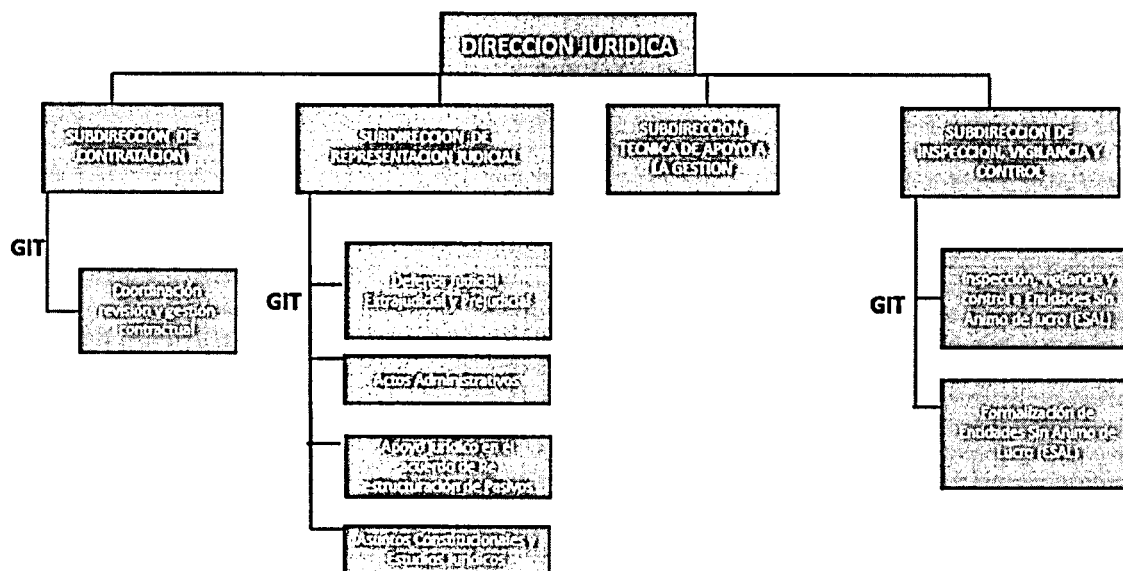 DIRECCION JURIDICA
SUBDIRECCION DE
CONTRATACION
GIT
Coordinación
revisión y gestión
contractual
SUBDIRECCION DE
REPRESENTACION JUDICIAL
GIT
Defensa Judicial
Extrajudicial y Prejudicial
Actos Administrativos
Apoyo Jurídico en el
acuerdo de Re
estructuración de Pasivos
Asuntos Constitucionales y
Estudios Jurídicos
SUBDIRECCION
TECNICA DE APOYO A
LA GESTION
SUBDIRECCION DE
INSPECCION, VIGILANCIA Y
CONTROL
GIT
Inspección, vigilancia y
control a Entidades Sin
Animo de lucro (ESAL)
Formalización de
Entidades Sin Animo de
Lucro (ESAL)